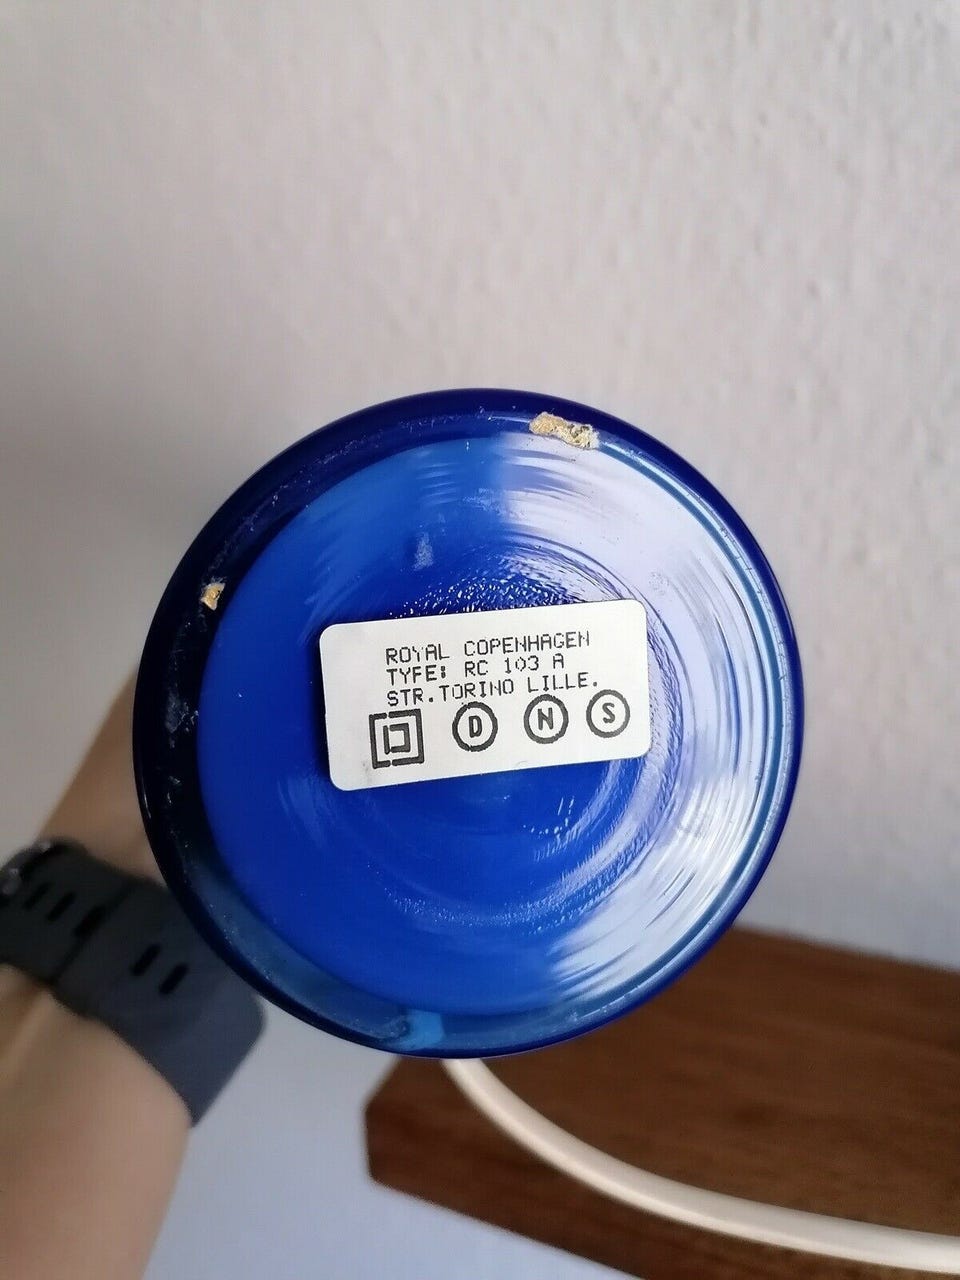 ROYAL COPENHAGEN
TYPE: RC 103 A
STR.TORINO LILLE.
D N S